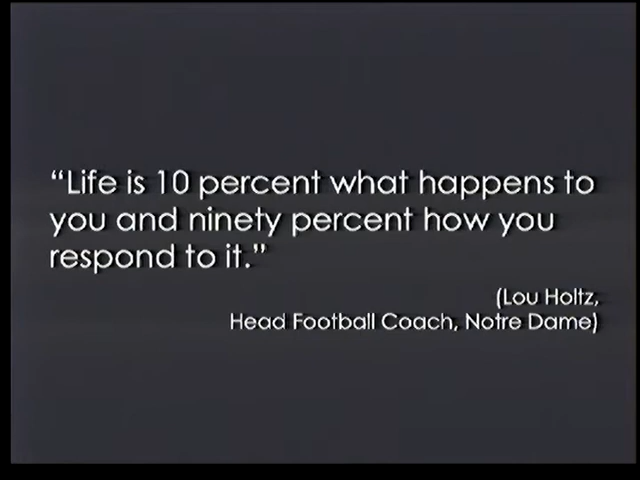 “Life is 10 percent what happens to
you and ninety percent how you
respond to it.”
(Lou Holtz,
Head Football Coach, Notre Dame)